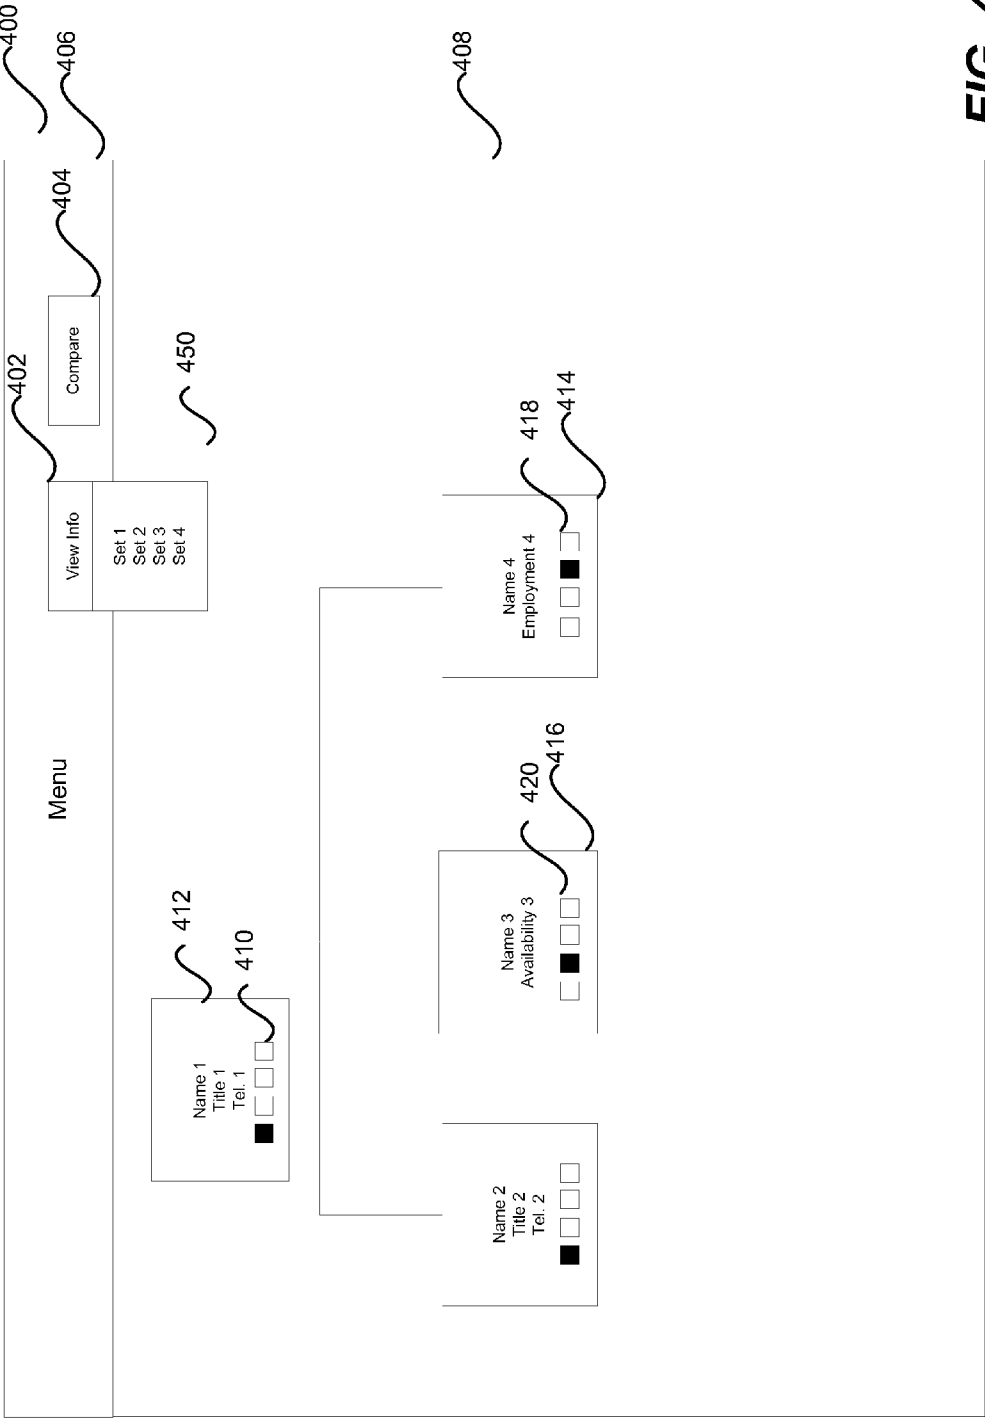 400
406
Menu
402
View Info
Compare
404
Set 1
Set 2
Set 3
Set 4
450
412
Name 1
Title 1
Tel. 1
410
408
Name 2
Title 2
Tel. 2
Name 3
Availability 3
420
416
Name 4
Employment 4
418
414
FIG.